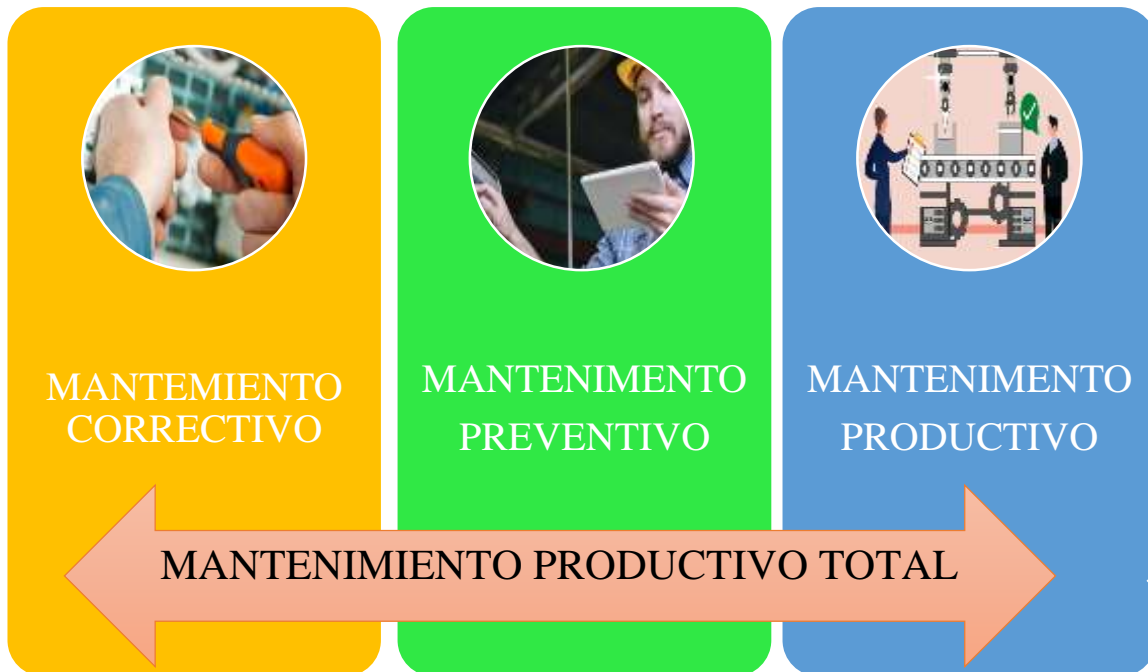 MANTEMIENTO
CORRECTIVO
MANTENIMENTO
PREVENTIVO
MANTENIMENTO
PRODUCTIVO
MANTENIMIENTO PRODUCTIVO TOTAL